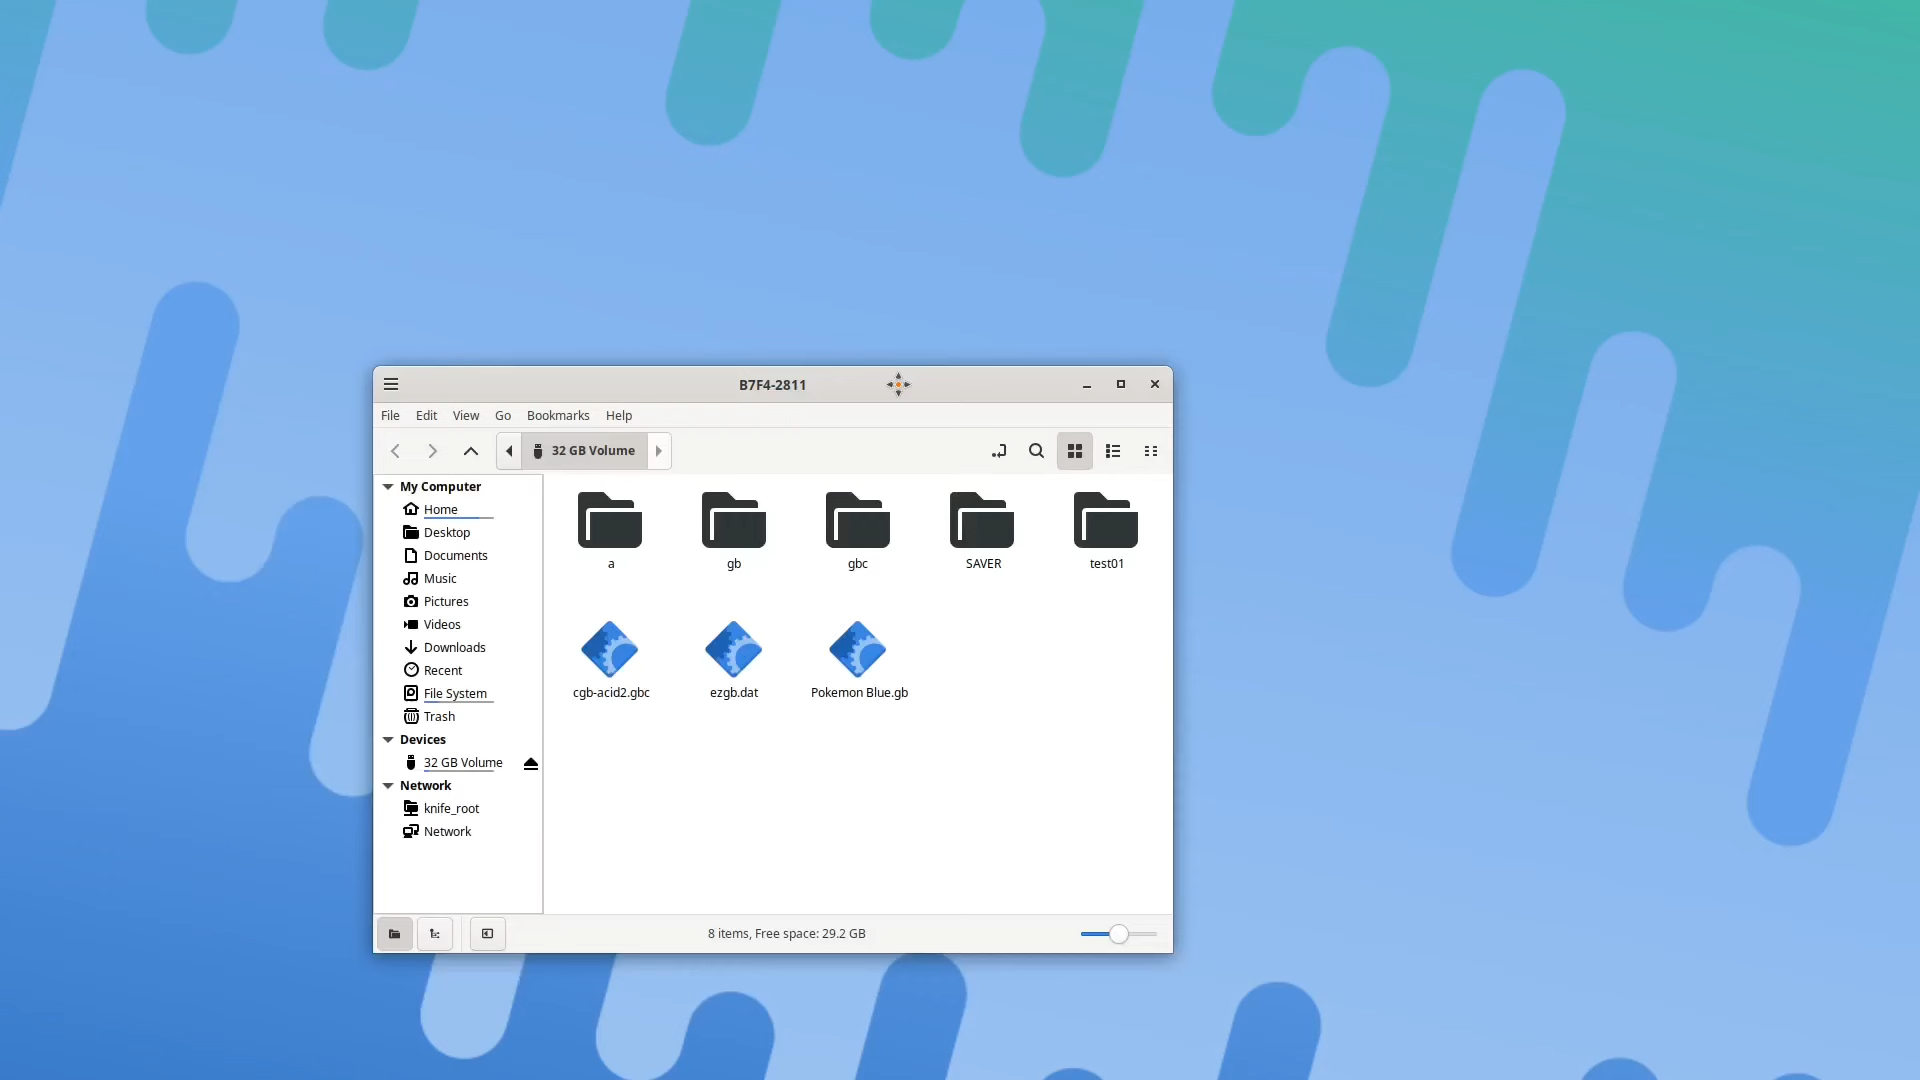 B7F4-2811
File Edit View Go Bookmarks Help
32 GB Volume
My Computer
Home
Desktop
Documents
Music
Pictures
Videos
Downloads
Recent
File System
Trash
Devices
32 GB Volume
Network
knife_root
Network
a gb gbc SAVER test01
cgb-acid2.gbc ezgb.dat Pokemon Blue.gb
8 items, Free space: 29.2 GB